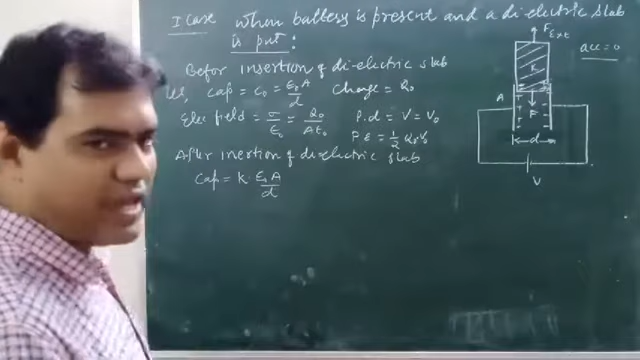 I Case when battery is present and a di-electric slab
is put:
Befor insertion of di-electric slab
Let, Cap = C₀ = ε₀A/d Charge = Q₀
Elec field = σ/ε₀ = Q₀/Aε₀ P.d = V = V₀
P.E = 1/2 Q₀V₀
After insertion of di-electric slab
Cap = K ε₀A/d
F Ext
acc = 0
K
A
F
d
V